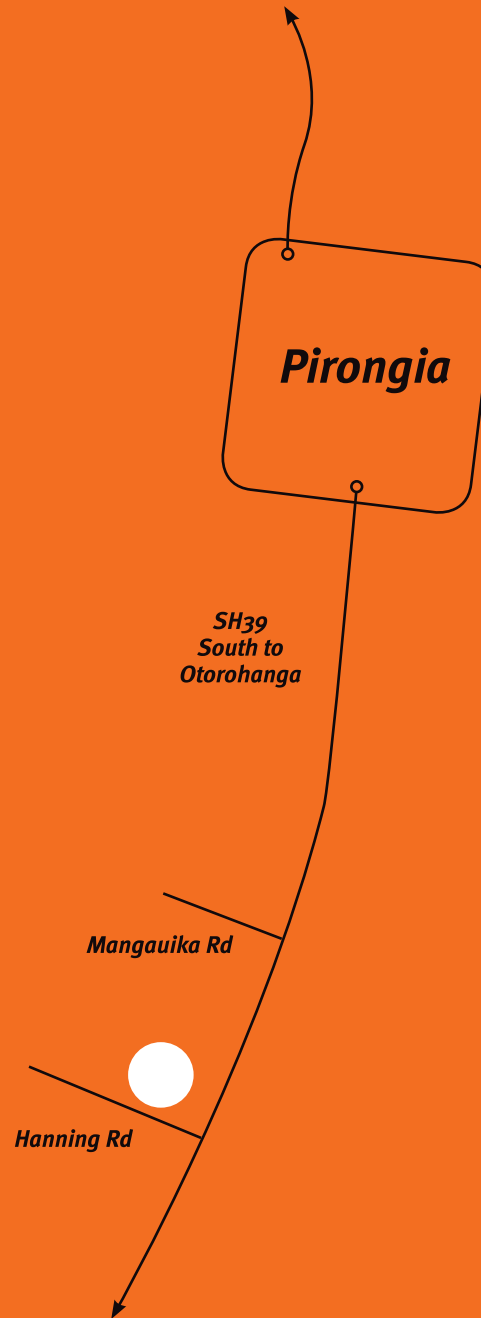 Pirongia
SH39
South to
Otorohanga
Mangauika Rd
Hanning Rd